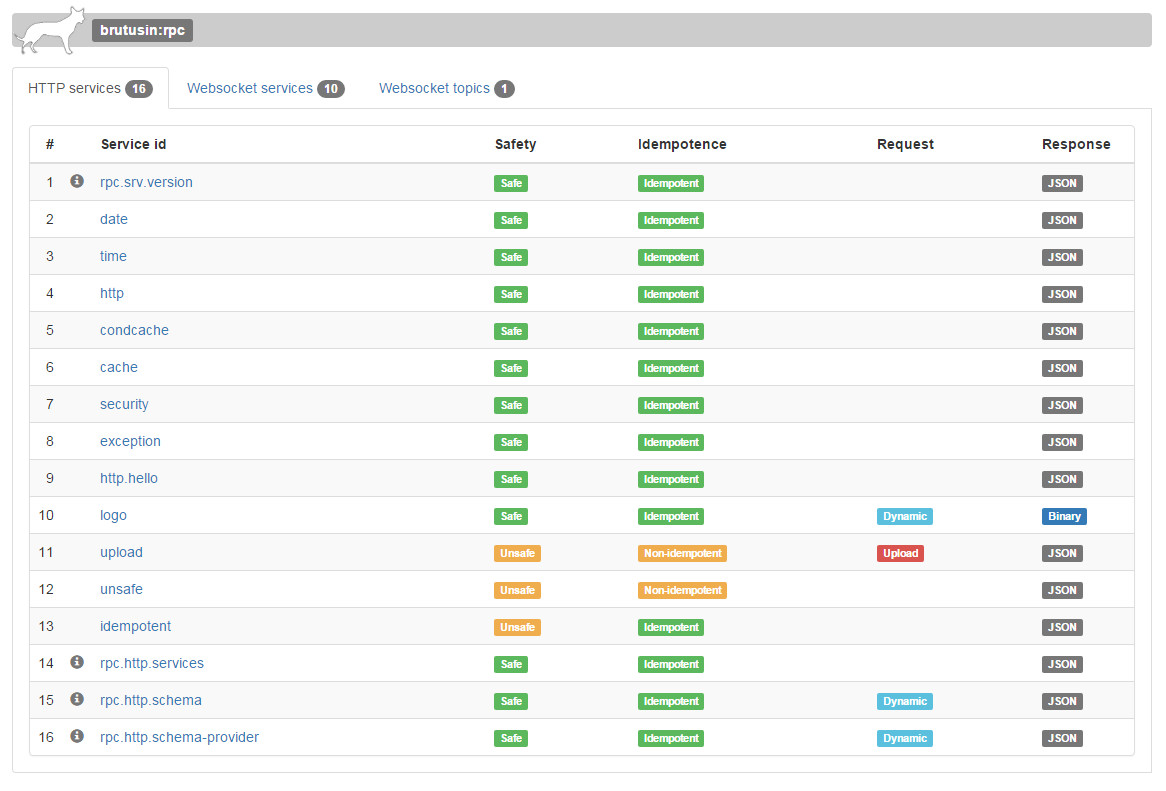 brutusin:rpc
HTTP services 16 Websocket services 10 Websocket topics 1
# Service id Safety Idempotence Request Response
1 rpc.srv.version Safe Idempotent JSON
2 date Safe Idempotent JSON
3 time Safe Idempotent JSON
4 http Safe Idempotent JSON
5 condcache Safe Idempotent JSON
6 cache Safe Idempotent JSON
7 security Safe Idempotent JSON
8 exception Safe Idempotent JSON
9 http.hello Safe Idempotent JSON
10 logo Safe Idempotent Dynamic Binary
11 upload Unsafe Non-idempotent Upload JSON
12 unsafe Unsafe Non-idempotent JSON
13 idempotent Unsafe Idempotent JSON
14 rpc.http.services Safe Idempotent JSON
15 rpc.http.schema Safe Idempotent Dynamic JSON
16 rpc.http.schema-provider Safe Idempotent Dynamic JSON